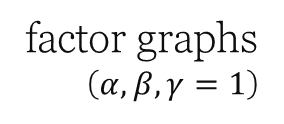 factor graphs
(α, β, γ = 1)